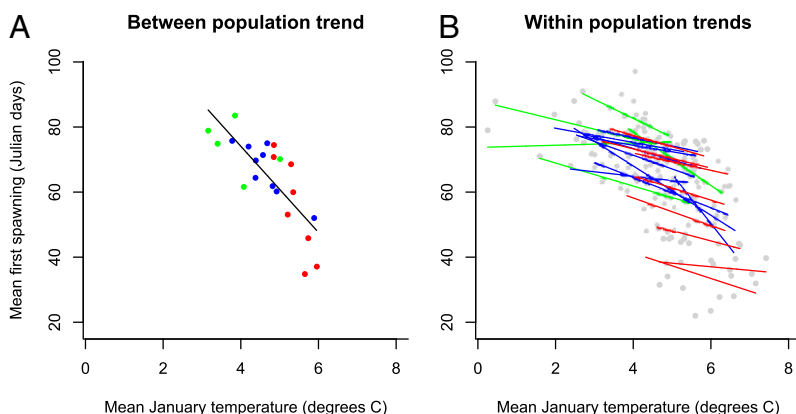 A
Between population trend
Mean first spawning (Julian days)
100
80
60
40
20
0 2 4 6 8
Mean January temperature (degrees C)
B
Within population trends
100
80
60
40
20
0 2 4 6 8
Mean January temperature (degrees C)